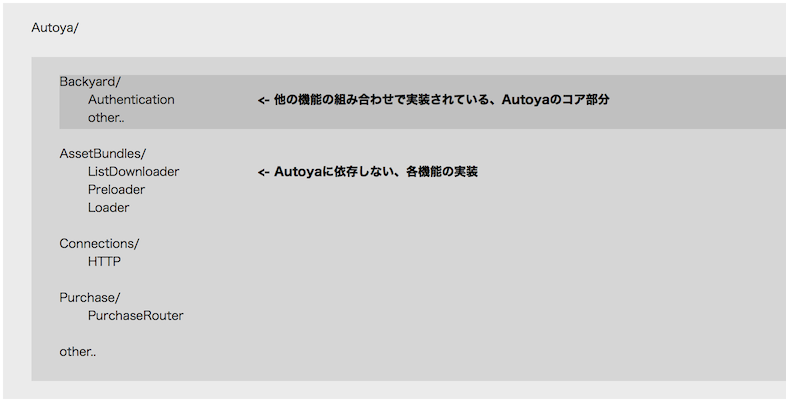 Autoya/
Backyard/
Authentication <- 他の機能の組み合わせで実装されている、Autoyaのコア部分
other..
AssetBundles/
ListDownloader <- Autoyaに依存しない、各機能の実装
Preloader
Loader
Connections/
HTTP
Purchase/
PurchaseRouter
other..